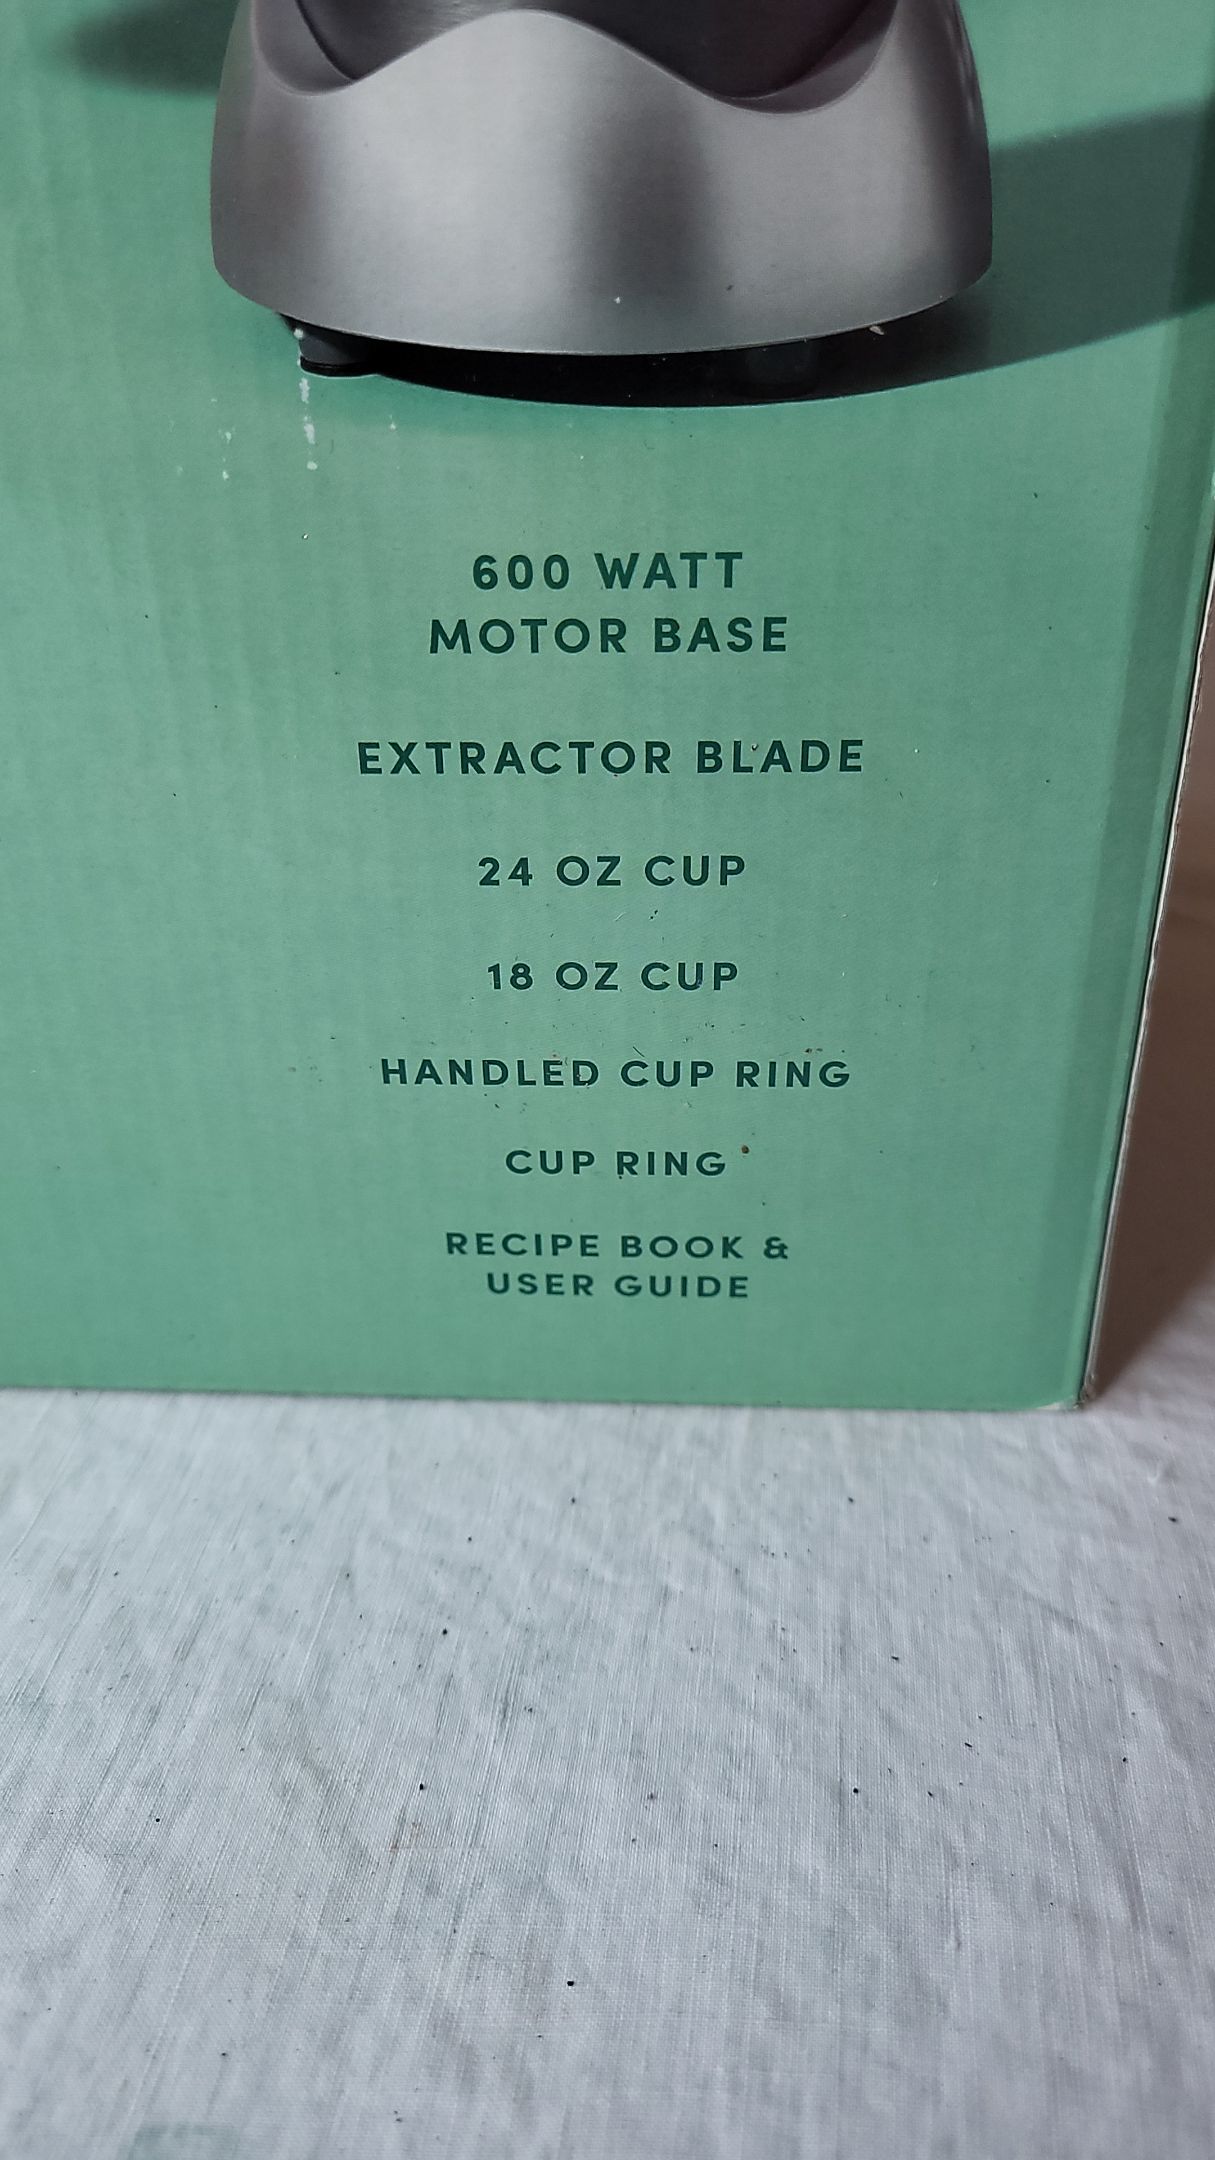 600 WATT
MOTOR BASE
EXTRACTOR BLADE
24 OZ CUP
18 OZ CUP
HANDLED CUP RING
CUP RING
RECIPE BOOK &
USER GUIDE